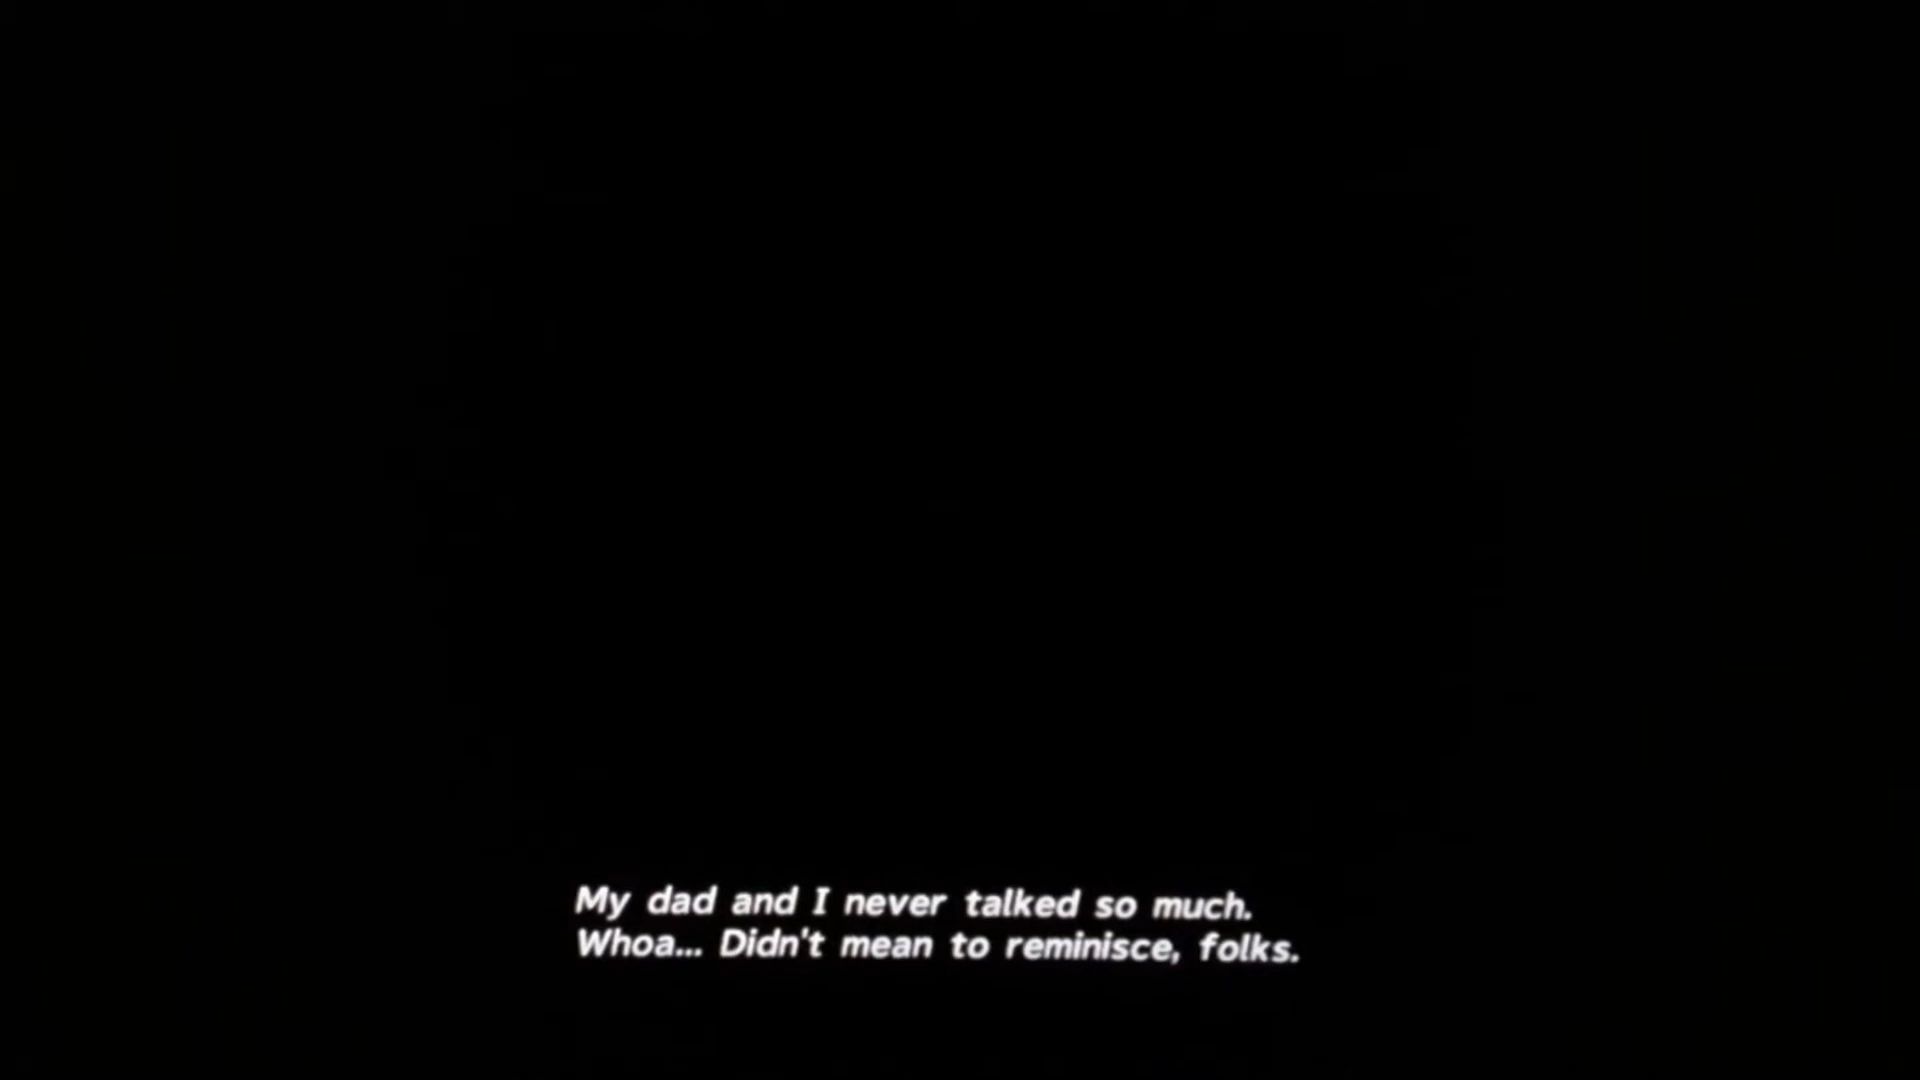 My dad and I never talked so much.
Whoa... Didn't mean to reminisce, folks.